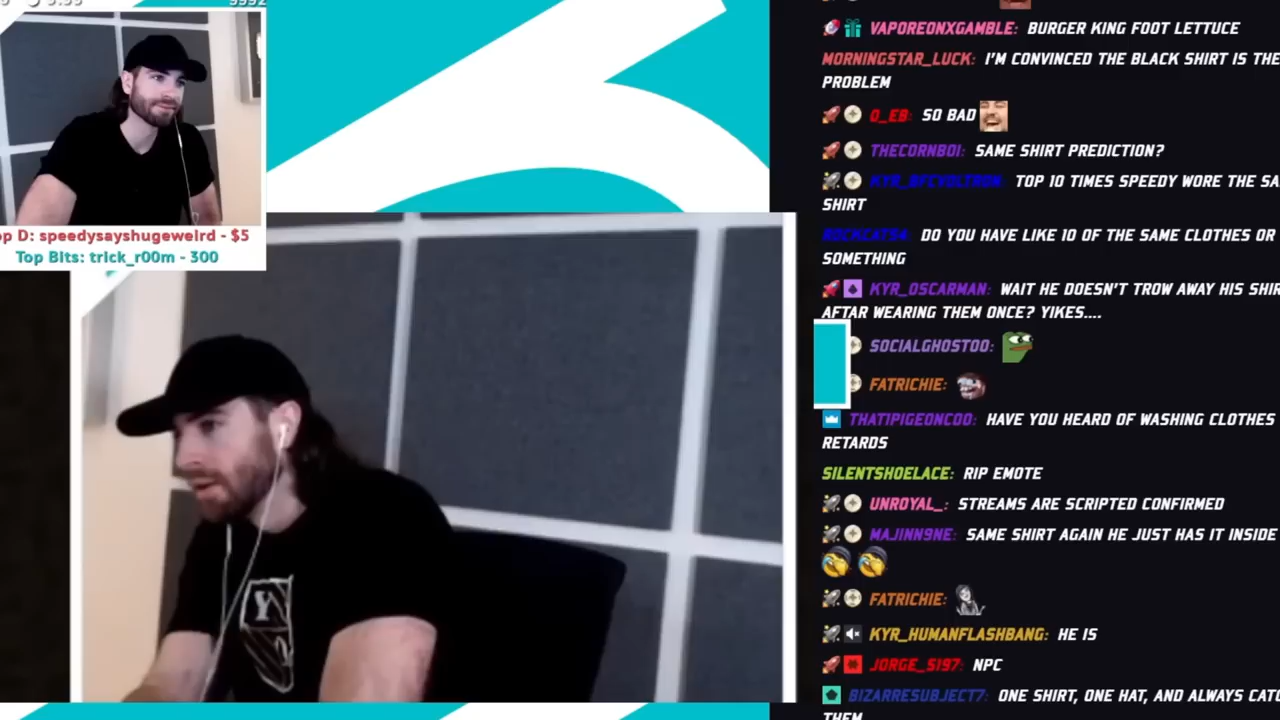 VAPOREONXGAMBLE: BURGER KING FOOT LETTUCE
MORNINGSTAR_LUCK: I'M CONVINCED THE BLACK SHIRT IS THE
PROBLEM
O_EB: SO BAD
THECORNBOI: SAME SHIRT PREDICTION?
TOP 10 TIMES SPEEDY WORE THE SA
SHIRT
DO YOU HAVE LIKE 10 OF THE SAME CLOTHES OR
SOMETHING
KYR_OSCARMAN: WAIT HE DOESN'T TROW AWAY HIS SHIR
AFTAR WEARING THEM ONCE? YIKES....
SOCIALGHOSTOO:
FATRICHIE:
THAT1PIGEONCOO: HAVE YOU HEARD OF WASHING CLOTHES
RETARDS
SILENTSHOELACE: RIP EMOTE
UNROYAL_: STREAMS ARE SCRIPTED CONFIRMED
MAJINN9NE: SAME SHIRT AGAIN HE JUST HAS IT INSIDE
FATRICHIE:
KYR_HUMANFLASHBANG: HE IS
JORGE_5197: NPC
BIZARRESUBJECT7: ONE SHIRT, ONE HAT, AND ALWAYS CATC
THEM
op D: speedysayshugeweird - $5
Top Bits: trick_r00m - 300
Y